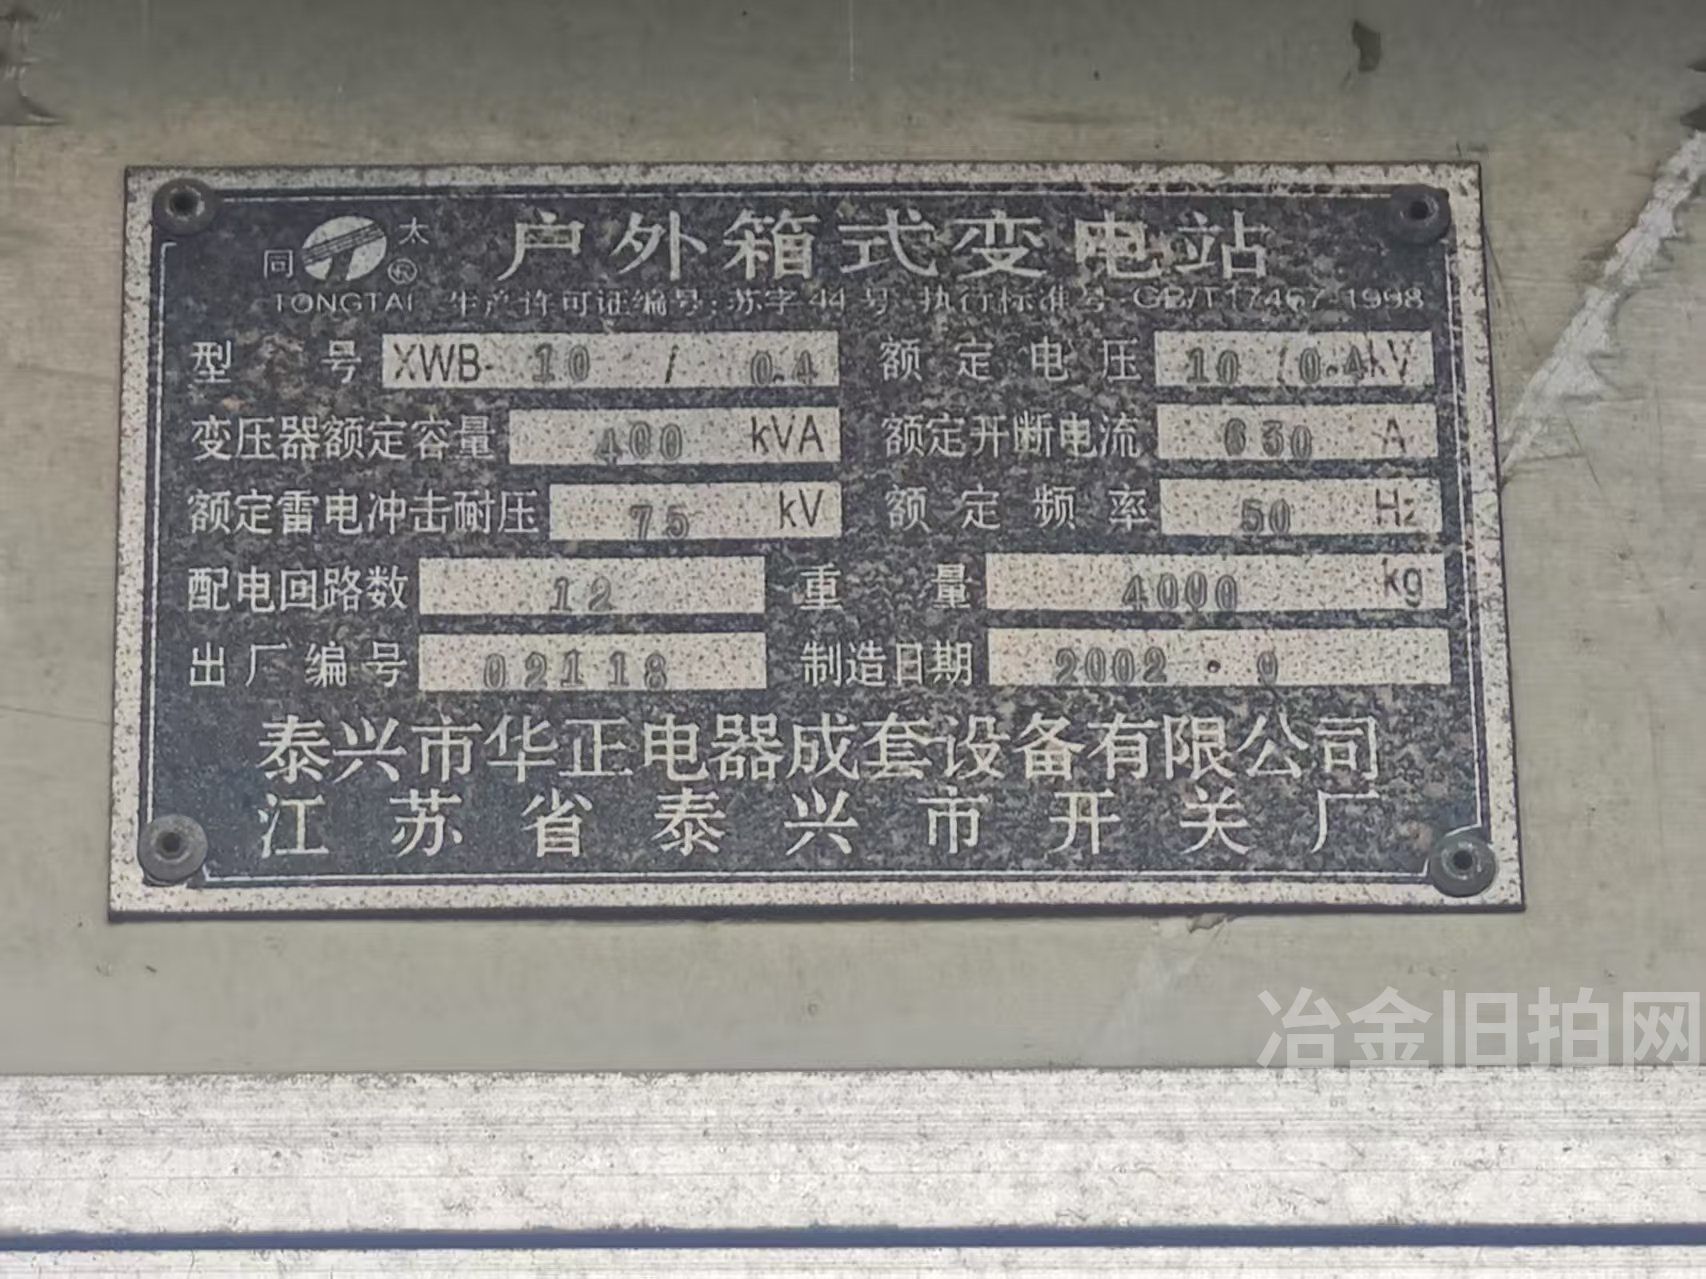 同太® 户外箱式变电站
TONGTAI 生产许可证编号:苏字44号 执行标准号:GB/T17467-1998
型号 XWB-10/0.4 额定电压 10/0.4kV
变压器额定容量 400 kVA 额定开断电流 630 A
额定雷电冲击耐压 75 kV 额定频率 50 Hz
配电回路数 12 重量 4000 kg
出厂编号 02118 制造日期 2002.9
泰兴市华正电器成套设备有限公司
江苏省泰兴市开关厂
冶金旧拍网